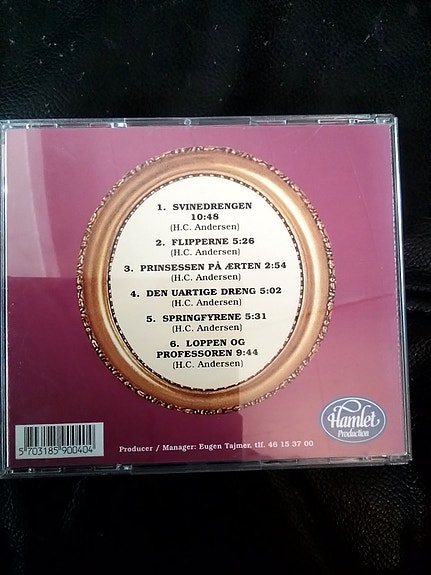 1. SVINEDRENGEN
10:48
(H.C. Andersen)
2. FLIPPERNE 5:26
(H.C. Andersen)
3. PRINSESSEN PÅ ÆRTEN 2:54
(H.C. Andersen)
4. DEN UARTIGE DRENG 5:02
(H.C. Andersen)
5. SPRINGFYRENE 5:31
(H.C. Andersen)
6. LOPPEN OG
PROFESSOREN 9:44
(H.C. Andersen)
Hamlet
Production
5 703185 900404
Producer / Manager: Eugen Tajmer, tlf. 46 15 37 00